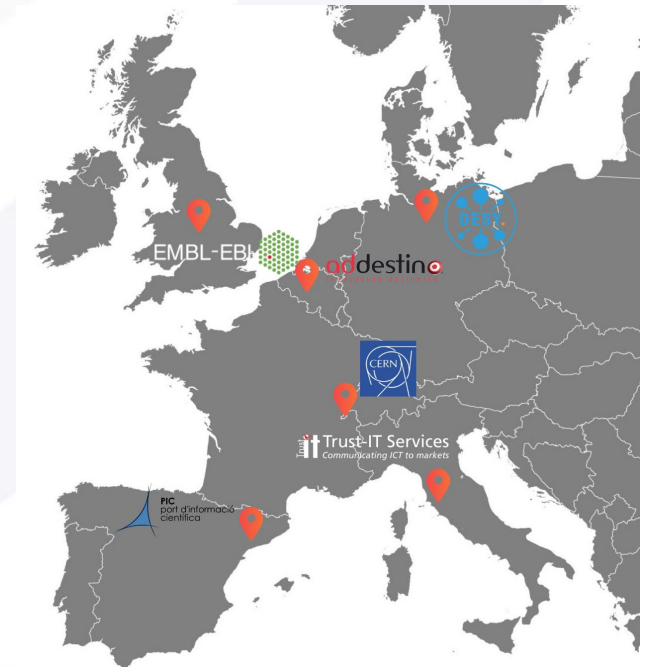 DESY.
EMBL-EBI
addestino
CERN
Trust-IT Services
Communicating ICT to markets
PIC
port d'informació
científica